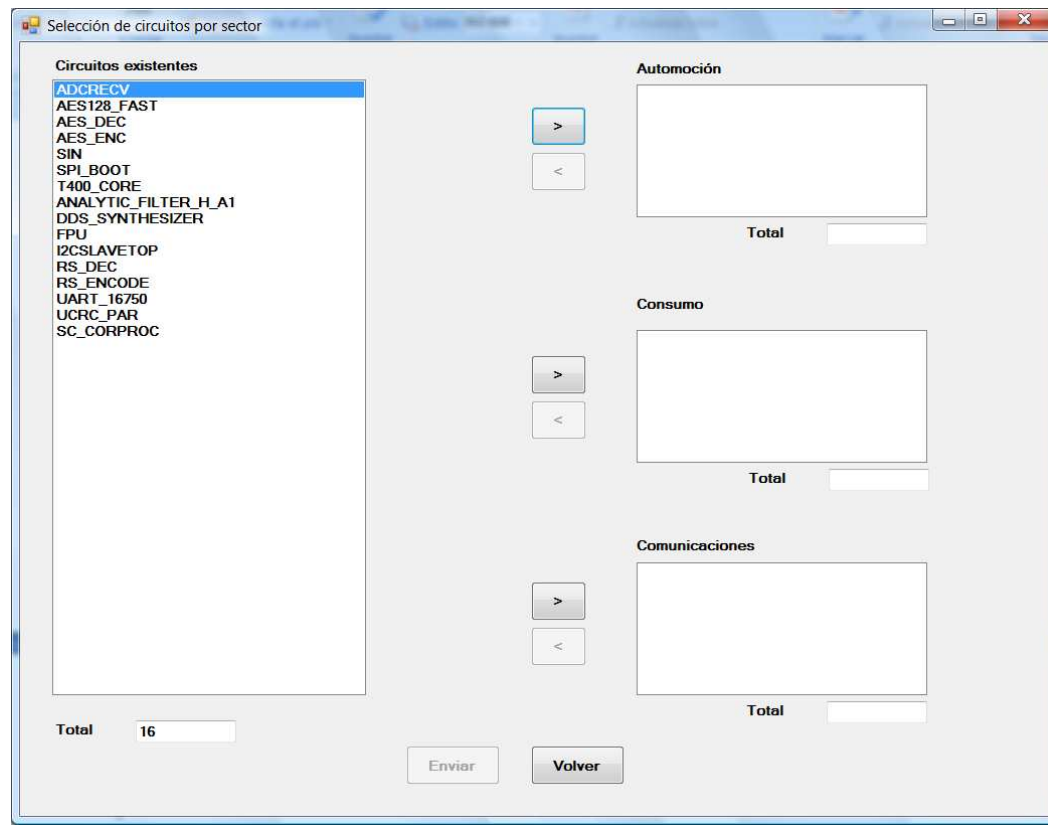 Selección de circuitos por sector
Circuitos existentes
ADCRECV
AES128_FAST
AES_DEC
AES_ENC
SIN
SPI_BOOT
T400_CORE
ANALYTIC_FILTER_H_A1
DDS_SYNTHESIZER
FPU
I2CSLAVETOP
RS_DEC
RS_ENCODE
UART_16750
UCRC_PAR
SC_CORPROC
Total 16
>
<
Automoción
Total
>
<
Consumo
Total
>
<
Comunicaciones
Total
Enviar Volver